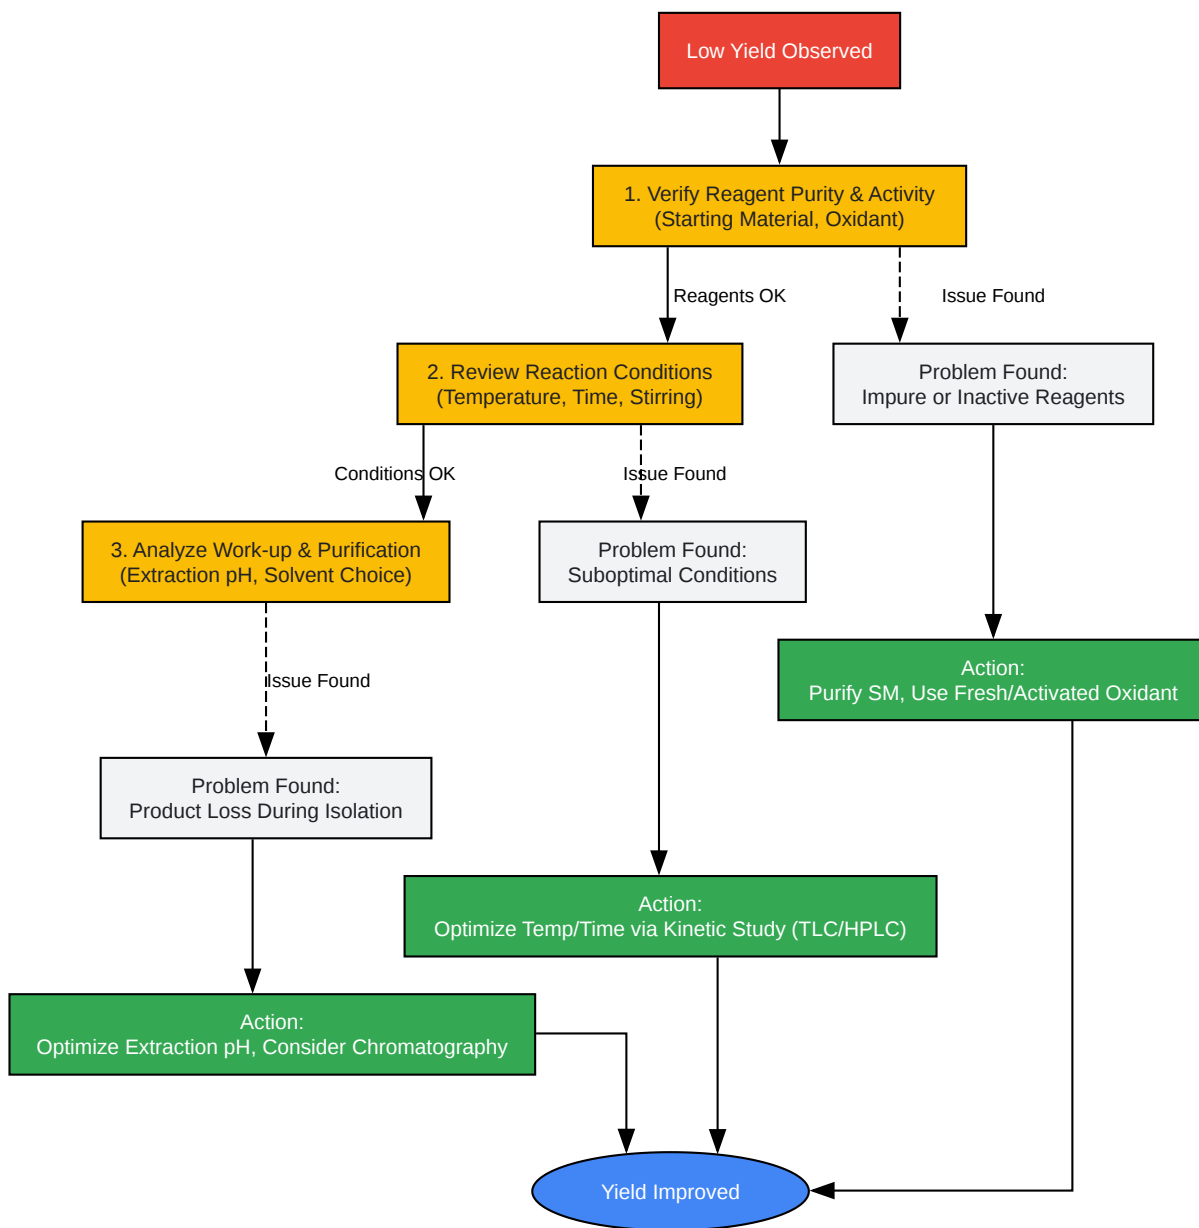 Low Yield Observed
1. Verify Reagent Purity & Activity
(Starting Material, Oxidant)
Reagents OK
Issue Found
2. Review Reaction Conditions
(Temperature, Time, Stirring)
Problem Found:
Impure or Inactive Reagents
Conditions OK
Issue Found
3. Analyze Work-up & Purification
(Extraction pH, Solvent Choice)
Problem Found:
Suboptimal Conditions
Issue Found
Action:
Purify SM, Use Fresh/Activated Oxidant
Problem Found:
Product Loss During Isolation
Action:
Optimize Temp/Time via Kinetic Study (TLC/HPLC)
Action:
Optimize Extraction pH, Consider Chromatography
Yield Improved